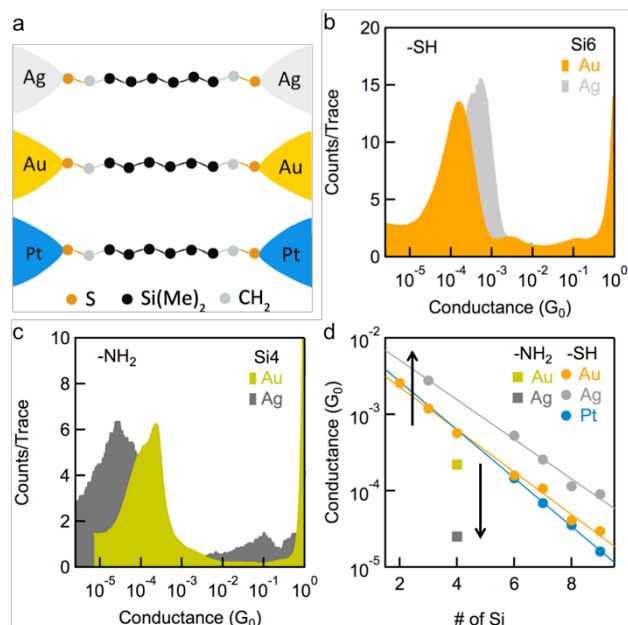 a
Ag Ag
Au Au
Pt Pt
S Si(Me)₂ CH₂
b
-SH Si6
Au
Ag
Counts/Trace
20
15
10
5
0
10⁻⁵ 10⁻⁴ 10⁻³ 10⁻² 10⁻¹ 10⁰
Conductance (G₀)
c
-NH₂ Si4
Au
Ag
Counts/Trace
10
8
6
4
2
0
10⁻⁵ 10⁻⁴ 10⁻³ 10⁻² 10⁻¹ 10⁰
Conductance (G₀)
d
-NH₂ -SH
Au Au
Ag Ag
Pt
Conductance (G₀)
10⁻²
10⁻³
10⁻⁴
10⁻⁵
2 4 6 8
# of Si